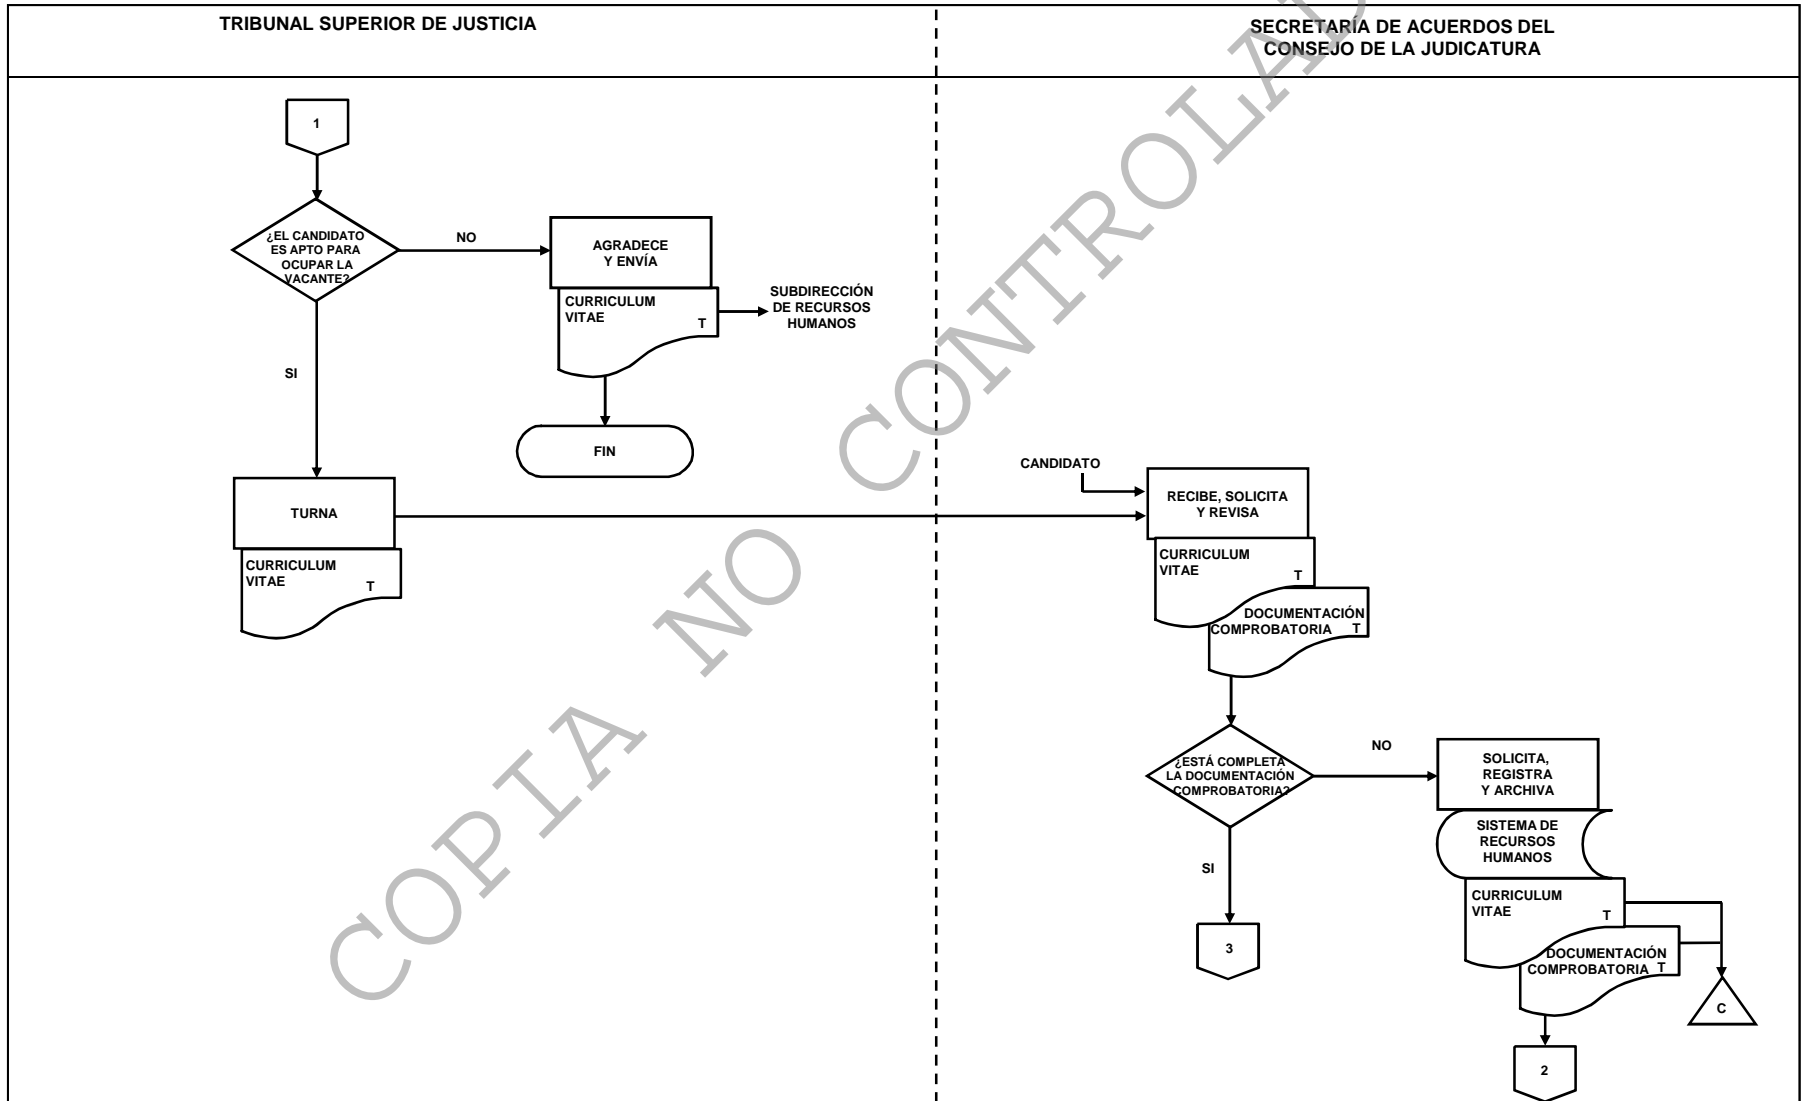 TRIBUNAL SUPERIOR DE JUSTICIA
SECRETARÍA DE ACUERDOS DEL
CONSEJO DE LA JUDICATURA
1
¿EL CANDIDATO
ES APTO PARA
OCUPAR LA
VACANTE?
NO
AGRADECE
Y ENVÍA
CURRICULUM
VITAE
T
SUBDIRECCIÓN
DE RECURSOS
HUMANOS
FIN
SI
TURNA
CURRICULUM
VITAE
T
CANDIDATO
RECIBE, SOLICITA
Y REVISA
CURRICULUM
VITAE
T
DOCUMENTACIÓN
COMPROBATORIA T
¿ESTÁ COMPLETA
LA DOCUMENTACIÓN
COMPROBATORIA?
NO
SOLICITA,
REGISTRA
Y ARCHIVA
SISTEMA DE
RECURSOS
HUMANOS
CURRICULUM
VITAE
T
DOCUMENTACIÓN
COMPROBATORIA T
C
SI
3
2
COPIA NO CONTROLAD